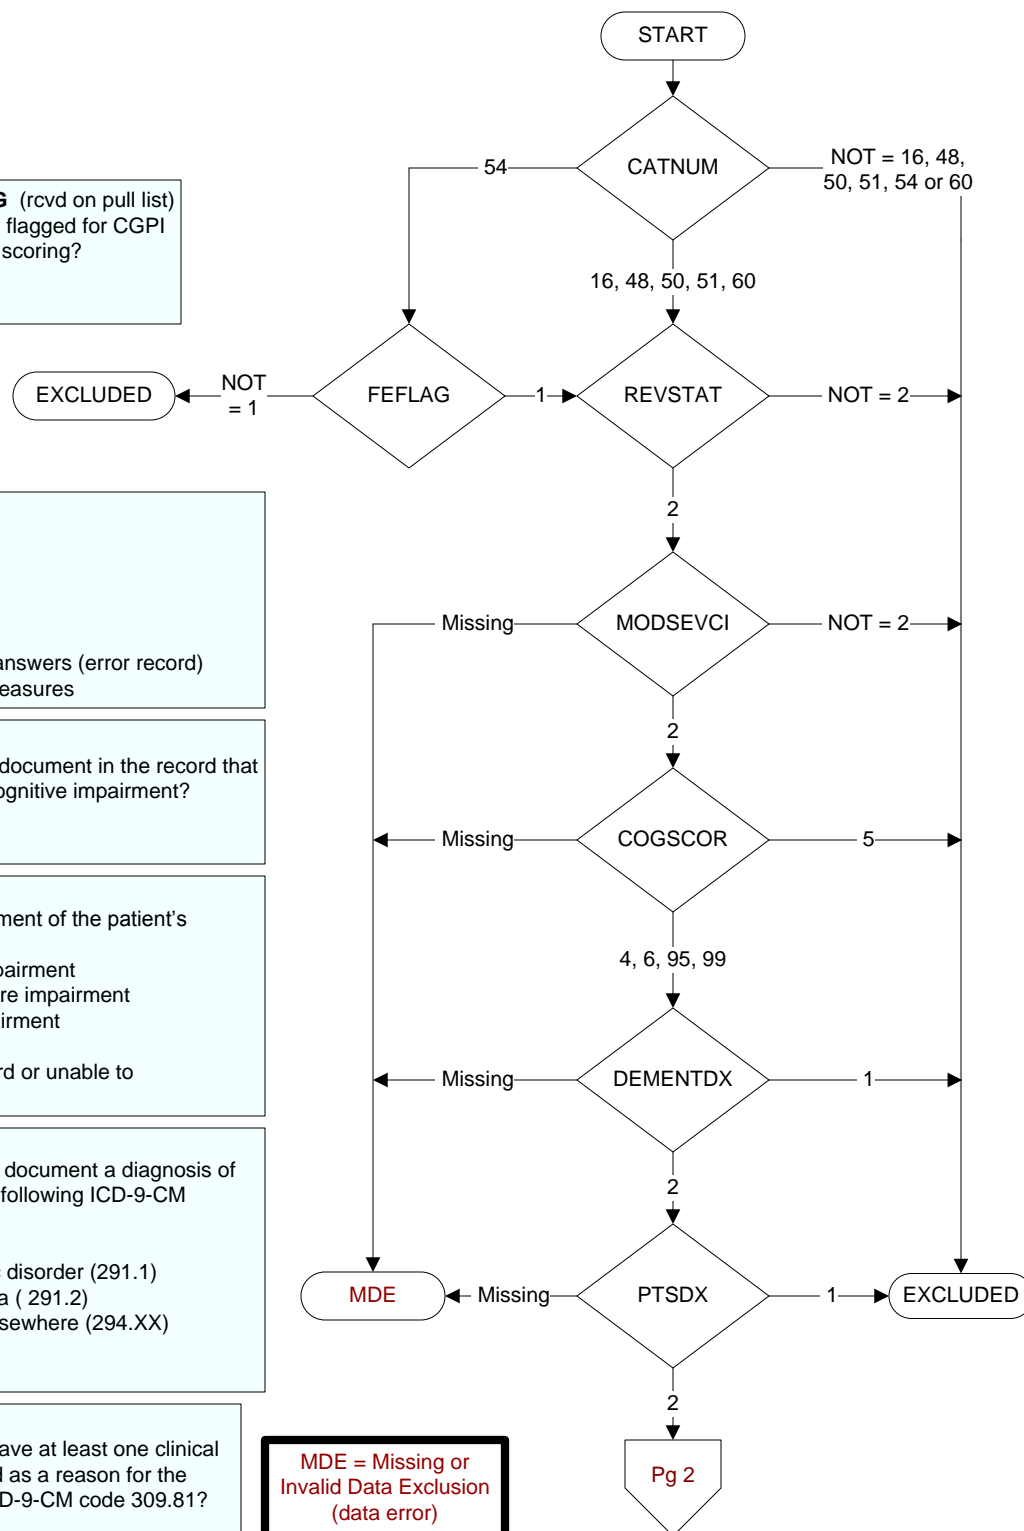 START
CATNUM
54
NOT = 16, 48,
50, 51, 54 or 60
(rcvd on pull list)
flagged for CGPI
scoring?
16, 48, 50, 51, 60
EXCLUDED
NOT
= 1
FEFLAG
1
REVSTAT
NOT = 2
2
answers (error record)
Missing
MODSEVCI
NOT = 2
2
document in the record that
cognitive impairment?
Missing
COGSCOR
5
4, 6, 95, 99
ment of the patient's
pairment
re impairment
airment
rd or unable to
Missing
DEMENTDX
1
2
document a diagnosis of
following ICD-9-CM
disorder (291.1)
a ( 291.2)
sewhere (294.XX)
MDE
Missing
PTSDX
1
EXCLUDED
2
ave at least one clinical
d as a reason for the
D-9-CM code 309.81?
MDE = Missing or
Invalid Data Exclusion
(data error)
Pg 2